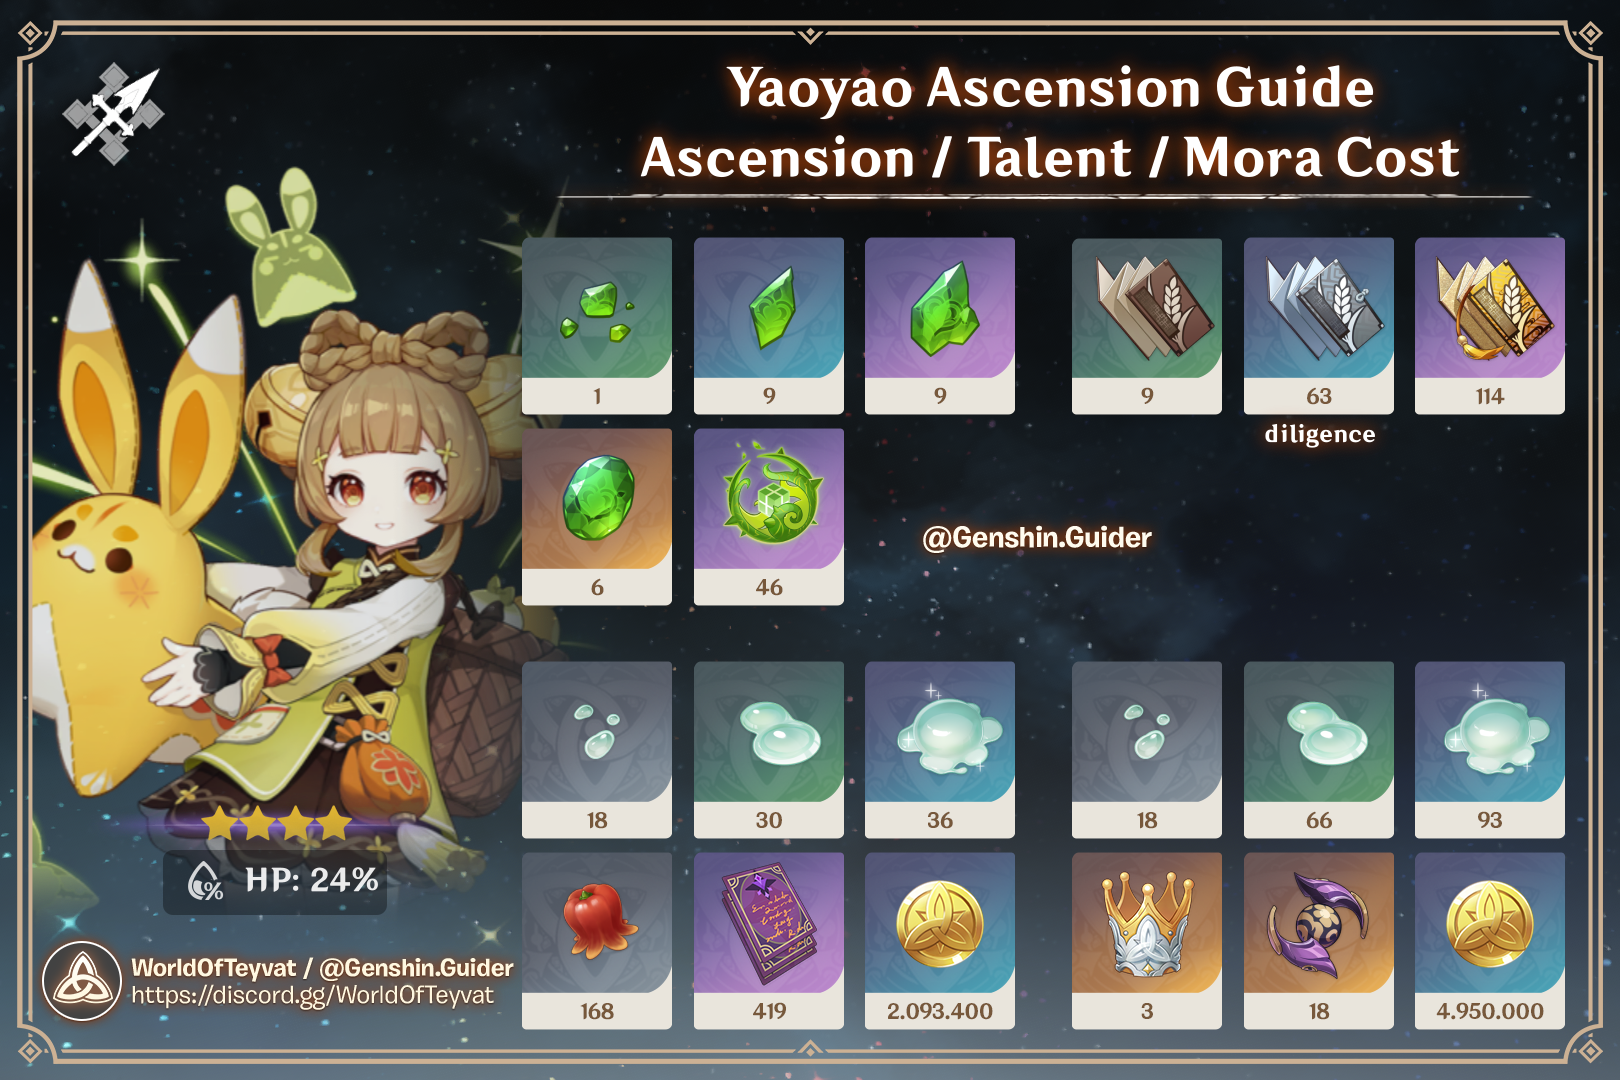 Yaoyao Ascension Guide
Ascension / Talent / Mora Cost
1 9 9 9 63 114
diligence
6 46
@Genshin.Guider
18 30 36 18 66 93
168 419 2.093.400 3 18 4.950.000
% HP: 24%
WorldOfTeyvat / @Genshin.Guider
https://discord.gg/WorldOfTeyvat